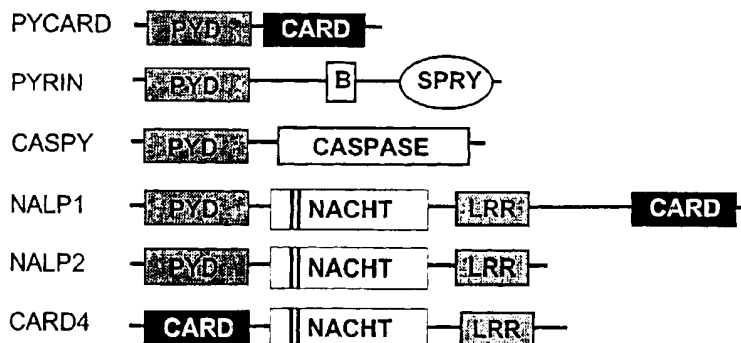 PYCARD PYD CARD
PYRIN PYD B SPRY
CASPY PYD CASPASE
NALP1 PYD NACHT LRR CARD
NALP2 PYD NACHT LRR
CARD4 CARD NACHT LRR